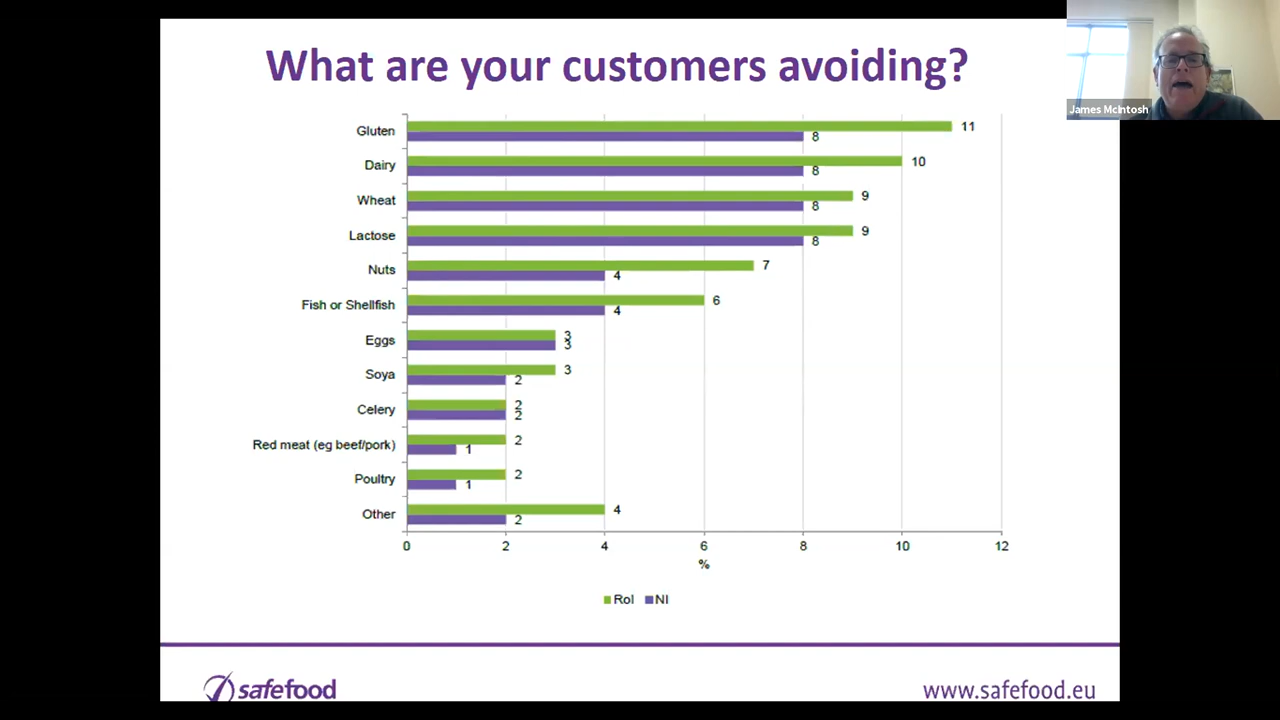 What are your customers avoiding?
James McIntosh
Gluten
11
8
Dairy
10
8
Wheat
9
8
Lactose
9
8
Nuts
7
4
Fish or Shellfish
6
4
Eggs
3
3
Soya
3
2
Celery
2
2
Red meat (eg beef/pork)
2
1
Poultry
2
1
Other
4
2
0 2 4 6 8 10 12
%
RoI NI
safefood
www.safefood.eu